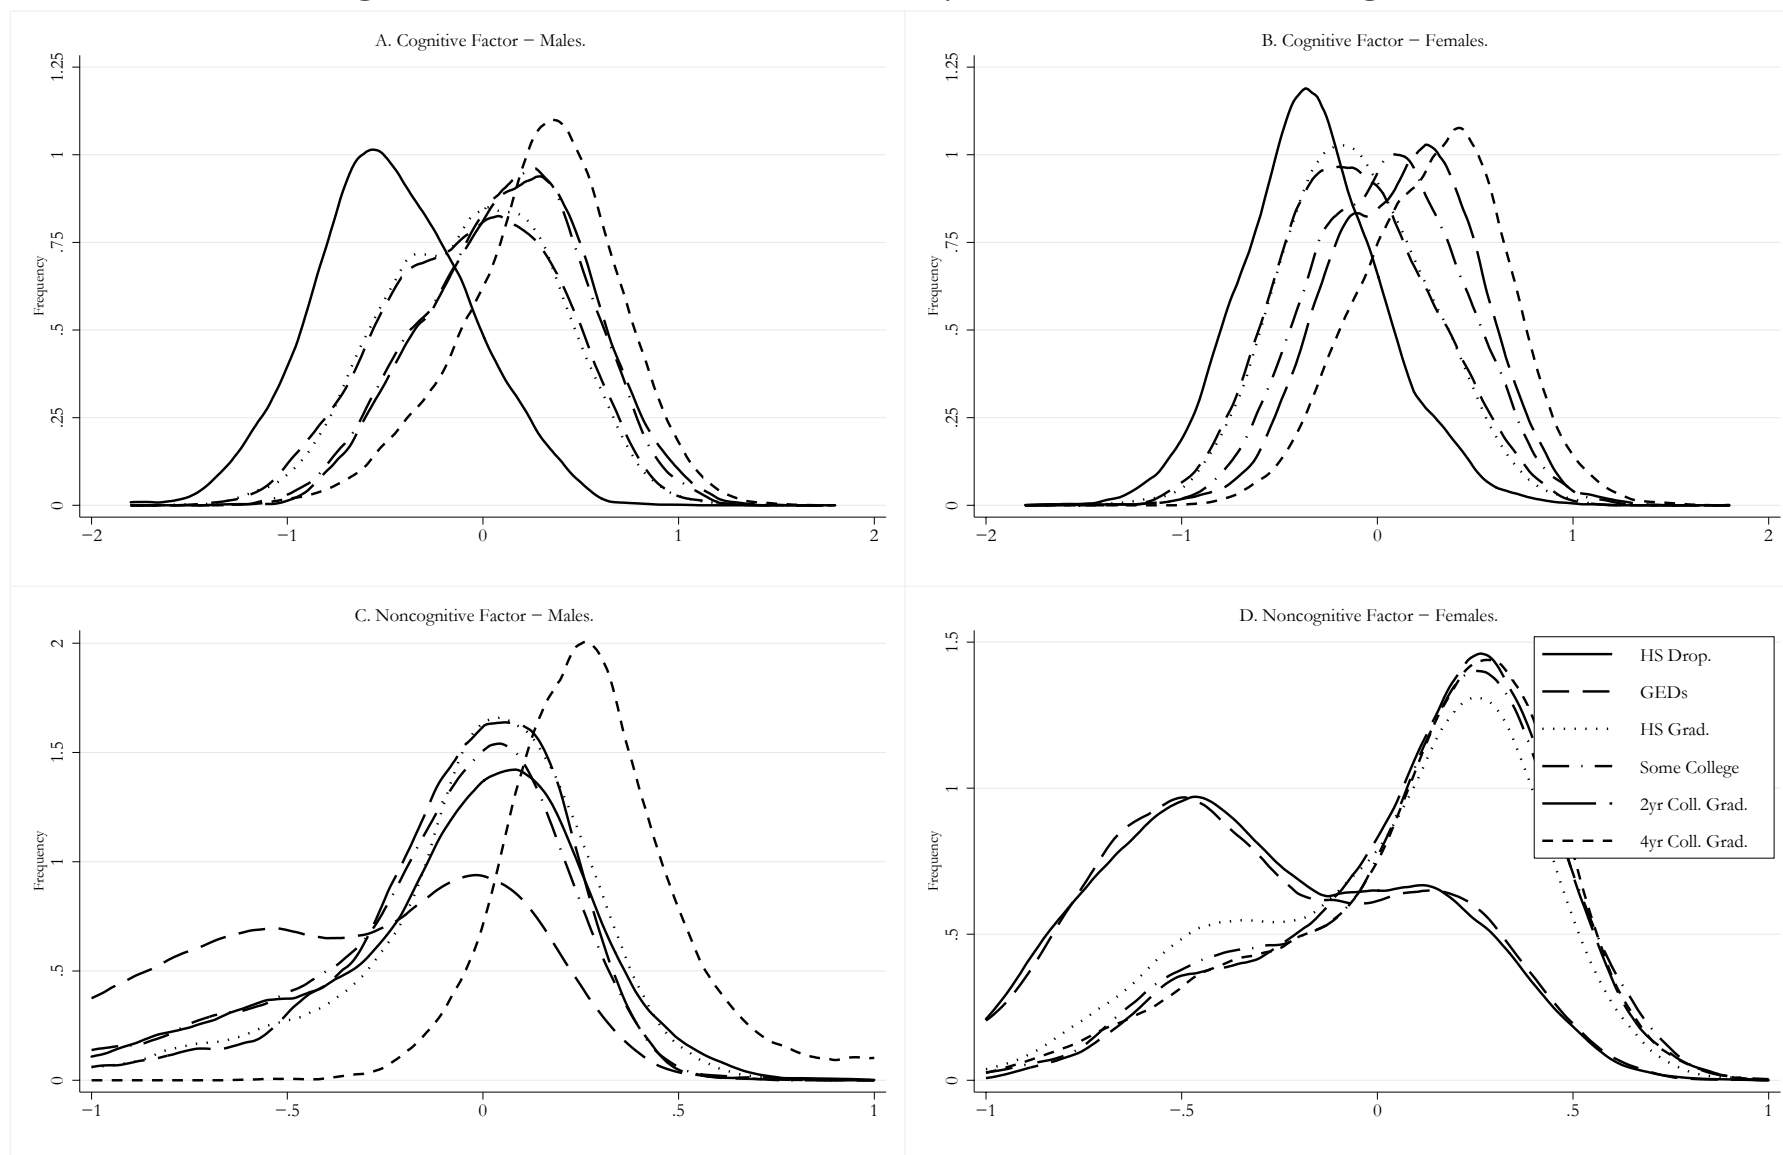 A. Cognitive Factor − Males.
Frequency
0 .25 .5 .75 1 1.25
−2 −1 0 1 2
B. Cognitive Factor − Females.
Frequency
0 .25 .5 .75 1 1.25
−2 −1 0 1 2
C. Noncognitive Factor − Males.
Frequency
0 .5 1 1.5 2
−1 −.5 0 .5 1
D. Noncognitive Factor − Females.
Frequency
0 .5 1 1.5
−1 −.5 0 .5 1
HS Drop.
GEDs
HS Grad.
Some College
2yr Coll. Grad.
4yr Coll. Grad.